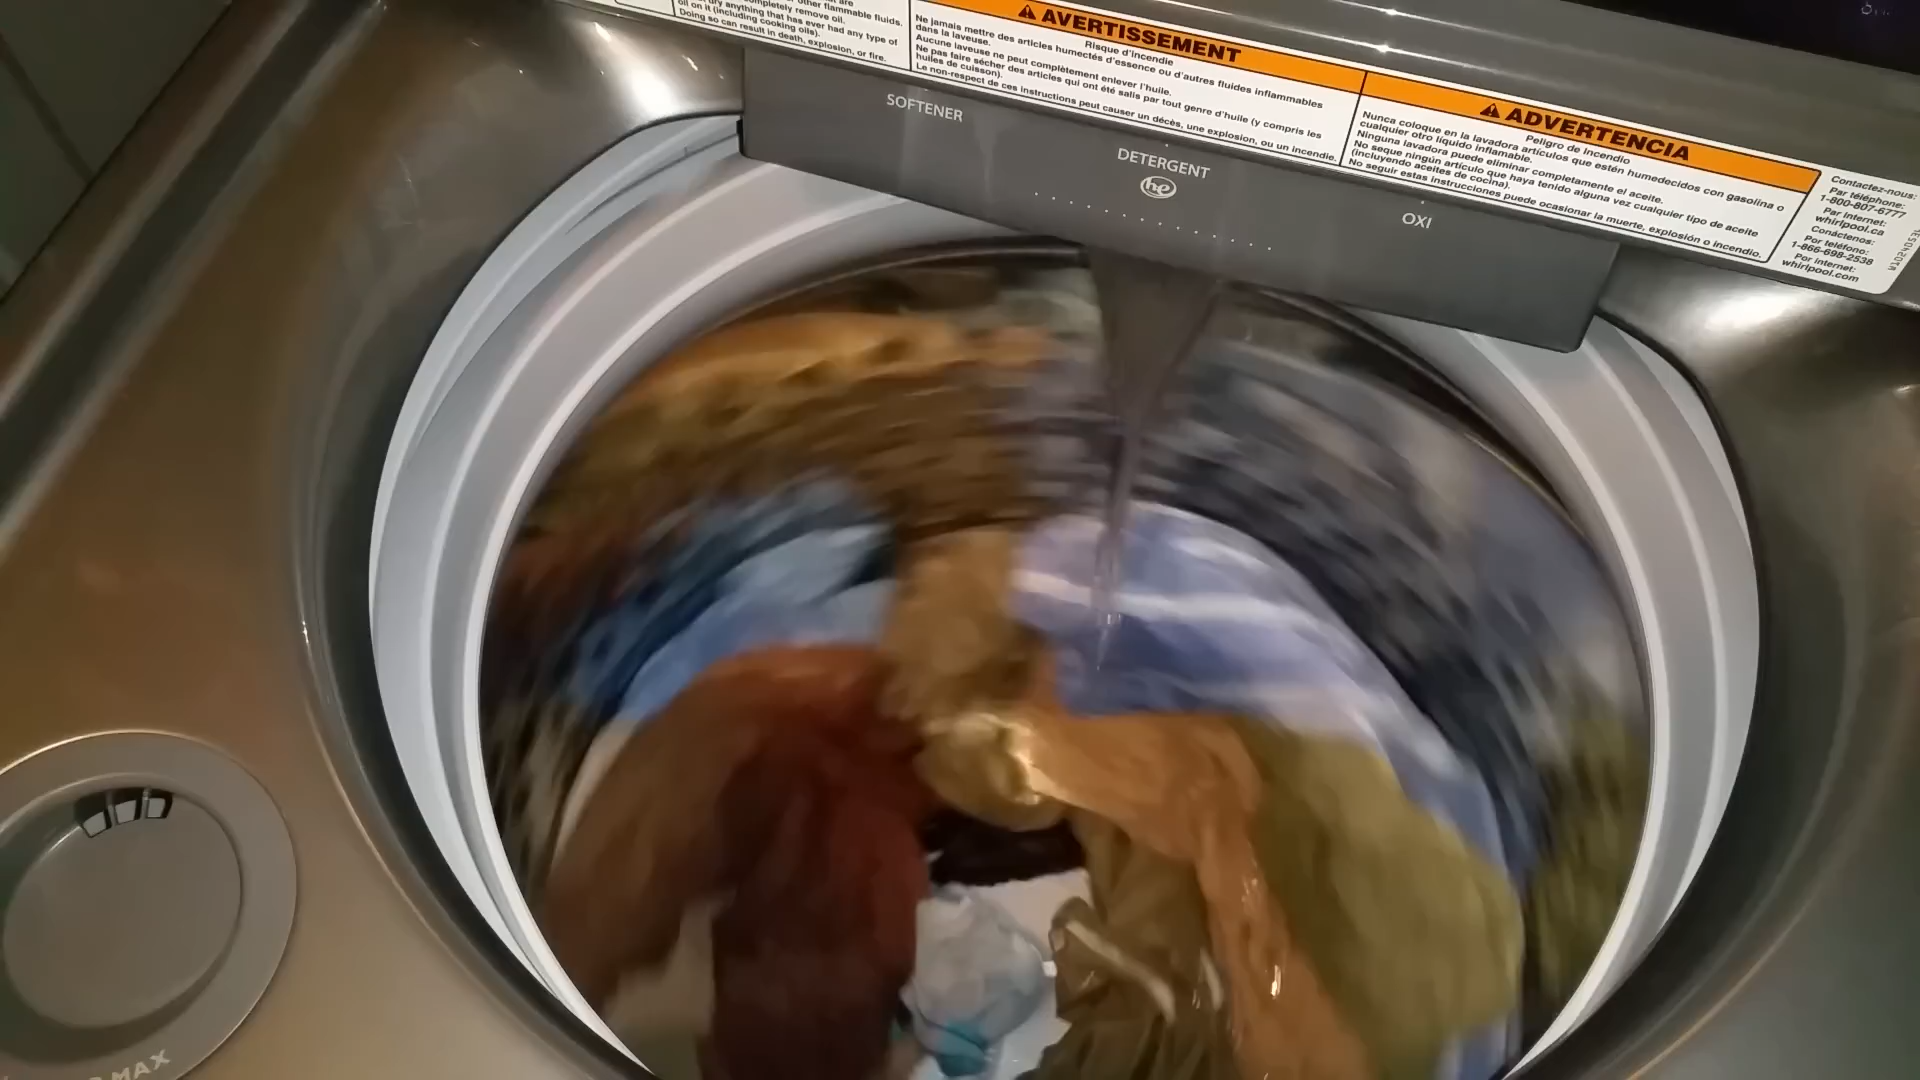 other flammable fluids,
completely remove oil.
dry anything that has ever had any type of
oil on it (including cooking oils).
Doing so can result in death, explosion, or fire.
AVERTISSEMENT
Risque d'incendie
Ne jamais mettre des articles humectés d'essence ou d'autres fluides inflammables
dans la laveuse.
Aucune laveuse ne peut complètement enlever l'huile.
Ne pas faire sécher des articles qui ont été salis par tout genre d'huile (y compris les
huiles de cuisson).
Le non-respect de ces instructions peut causer un décès, une explosion, ou un incendie.
ADVERTENCIA
Peligro de Incendio
Nunca coloque en la lavadora artículos que estén humedecidos con gasolina o
cualquier otro líquido inflamable.
Ninguna lavadora puede eliminar completamente el aceite.
No seque ningún artículo que haya tenido alguna vez cualquier tipo de aceite
(incluyendo aceites de cocina).
No seguir estas instrucciones puede ocasionar la muerte, explosión o incendio.
Contactez-nous:
Par téléphone:
1-800-807-6777
Par internet:
whirlpool.ca
Conáctenos:
Por teléfono:
1-866-698-2538
Por internet:
whirlpool.com
SOFTENER
DETERGENT
he
OXI
MAX